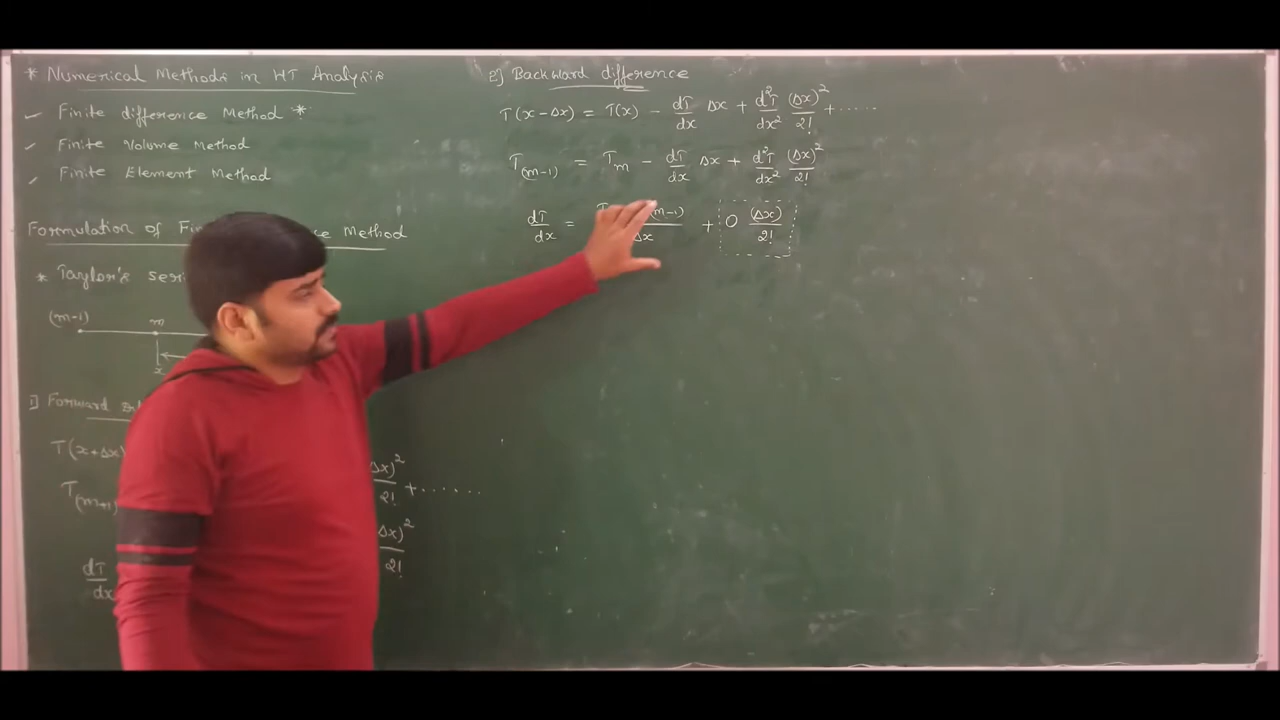 * Numerical Methods in HT Analysis
✓ Finite difference Method *
✓ Finite Volume Method
✓ Finite Element Method
Formulation of Method
* Taylor's
(m-1) m
x
1] Forward
T(x+Δx)
Δx)²/2! + ......
T(m+1)
Δx)²/2!
dT/dx
2] Backward difference
T(x-Δx) = T(x) - dT/dx Δx + d²T/dx² (Δx)²/2! + ......
T(m-1) = Tm - dT/dx Δx + d²T/dx² (Δx)²/2!
dT/dx = (m-1)/Δx + O (Δx)/2!